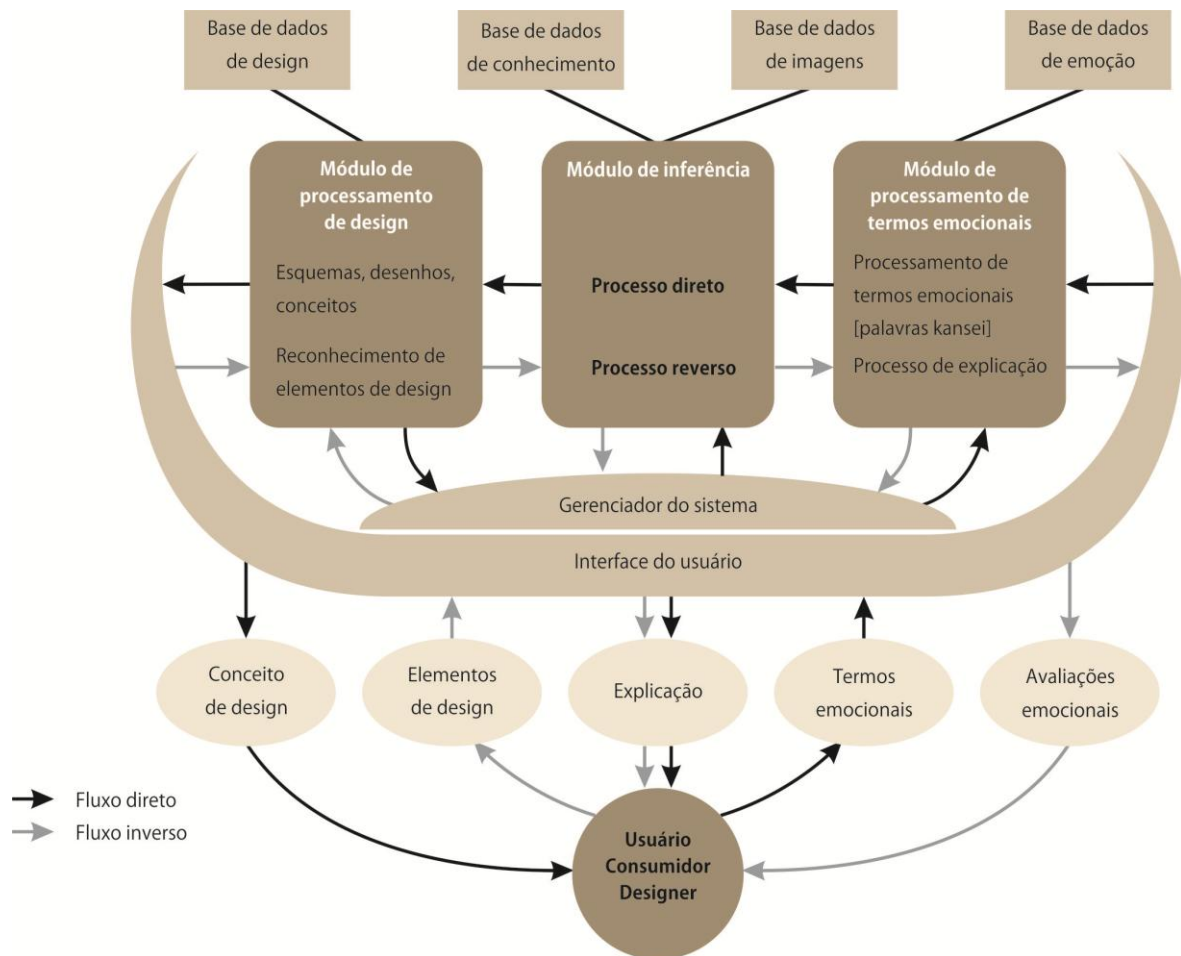 Base de dados
de design
Base de dados
de conhecimento
Base de dados
de imagens
Base de dados
de emoção
Módulo de
processamento
de design
Esquemas, desenhos,
conceitos
Reconhecimento de
elementos de design
Módulo de inferência
Processo direto
Processo reverso
Módulo de
processamento de
termos emocionais
Processamento de
termos emocionais
[palavras kansei]
Processo de explicação
Gerenciador do sistema
Interface do usuário
Conceito
de design
Elementos
de design
Explicação
Termos
emocionais
Avaliações
emocionais
Fluxo direto
Fluxo inverso
Usuário
Consumidor
Designer